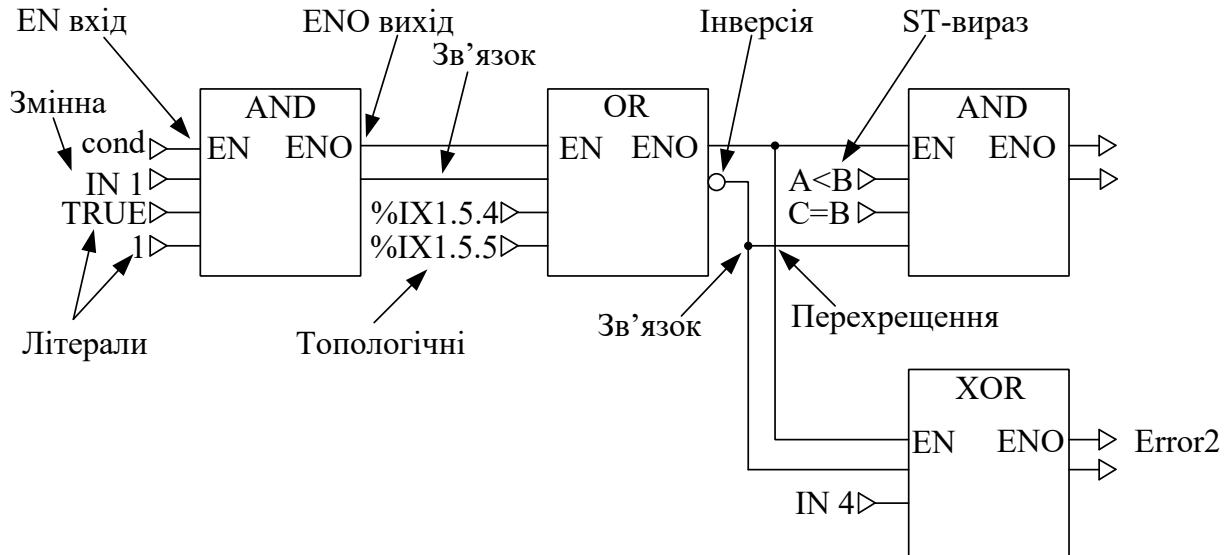 EN вхід
ENO вихід
Зв’язок
Інверсія
ST-вираз
Змінна
AND
OR
AND
cond
EN
ENO
EN
ENO
EN
ENO
IN 1
A<B
TRUE
%IX1.5.4
C=B
1
%IX1.5.5
Літерали
Топологічні
Зв’язок
Перехрещення
XOR
EN
ENO
Error2
IN 4